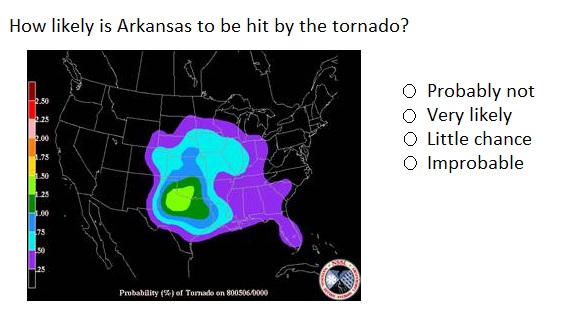 How likely is Arkansas to be hit by the tornado?
Probably not
Very likely
Little chance
Improbable
2.50
2.25
2.00
1.75
1.50
1.25
1.00
.75
.50
.25
Probability (%) of Tornado on 800506/0000
NSSL